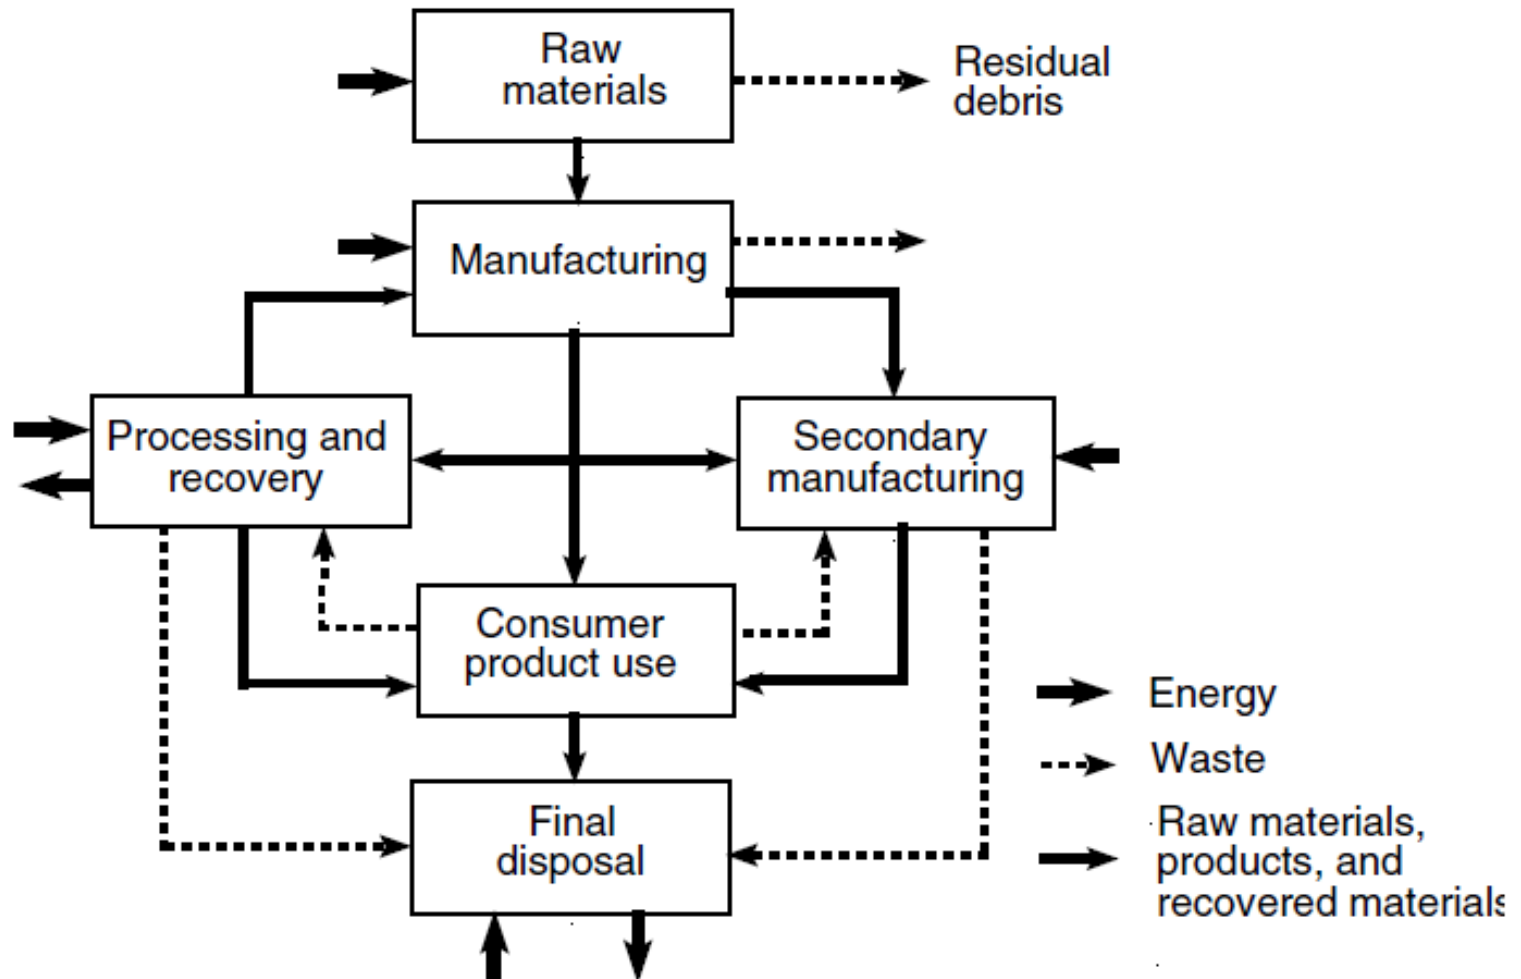 Raw
materials
Residual
debris
Manufacturing
Processing and
recovery
Secondary
manufacturing
Consumer
product use
Final
disposal
Energy
Waste
Raw materials,
products, and
recovered materials